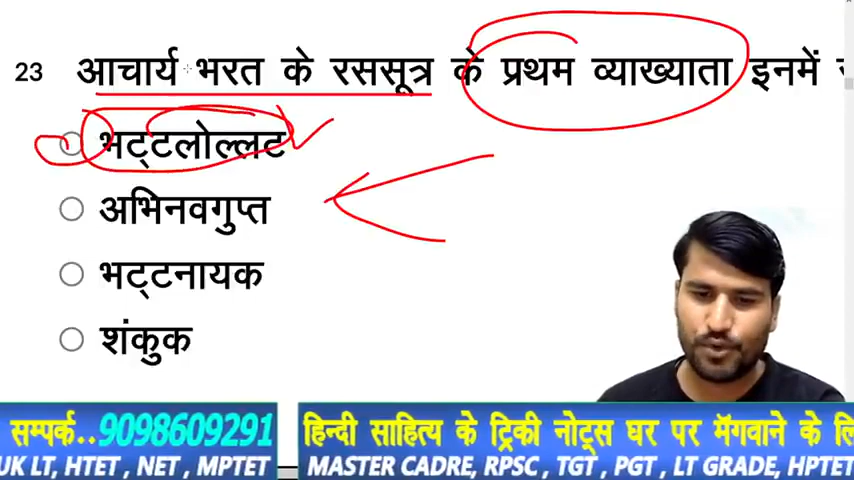 23 आचार्य भरत के रससूत्र के प्रथम व्याख्याता इनमें
भट्टलोल्लट
अभिनवगुप्त
भट्टनायक
शंकुक
सम्पर्क..9098609291 हिन्दी साहित्य के ट्रिकी नोट्स घर पर मॅगवाने के लि
UK LT, HTET , NET , MPTET MASTER CADRE, RPSC , TGT , PGT , LT GRADE, HPTET